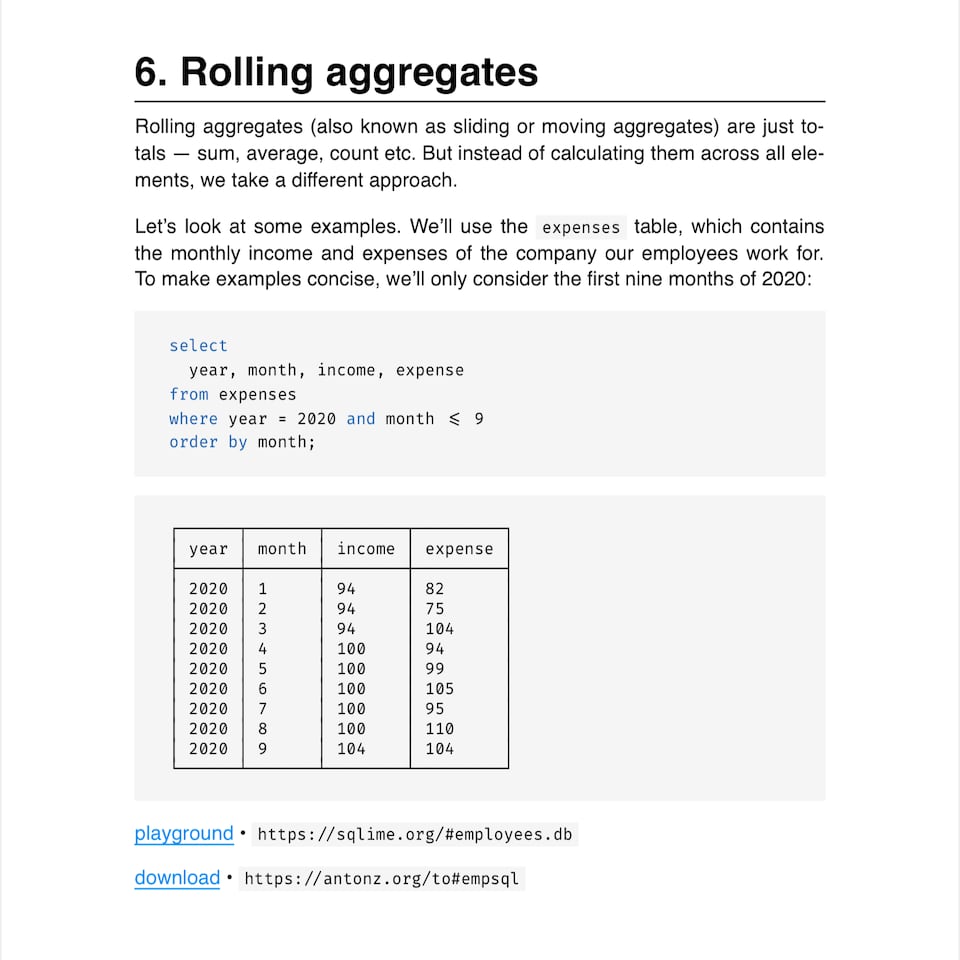 6. Rolling aggregates
Rolling aggregates (also known as sliding or moving aggregates) are just to-
tals — sum, average, count etc. But instead of calculating them across all ele-
ments, we take a different approach.
Let’s look at some examples. We’ll use the expenses table, which contains
the monthly income and expenses of the company our employees work for.
To make examples concise, we’ll only consider the first nine months of 2020:
select
year, month, income, expense
from expenses
where year = 2020 and month ⩽ 9
order by month;
year month income expense
2020 1 94 82
2020 2 94 75
2020 3 94 104
2020 4 100 94
2020 5 100 99
2020 6 100 105
2020 7 100 95
2020 8 100 110
2020 9 104 104
playground • https://sqlime.org/#employees.db
download • https://antonz.org/to#empsql